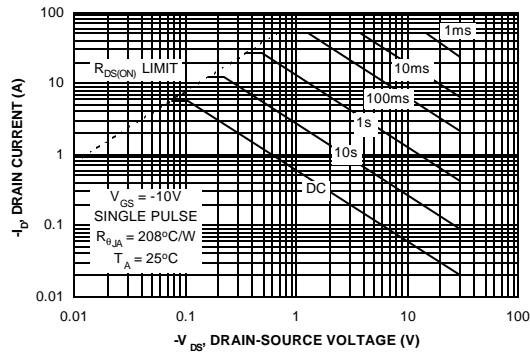 100
10
1
0.1
0.01
-I_D, DRAIN CURRENT (A)
1ms
R_DS(ON) LIMIT
10ms
100ms
1s
10s
DC
V_GS = -10V
SINGLE PULSE
R_θJA = 208°C/W
T_A = 25°C
0.01 0.1 1 10 100
-V_DS, DRAIN-SOURCE VOLTAGE (V)